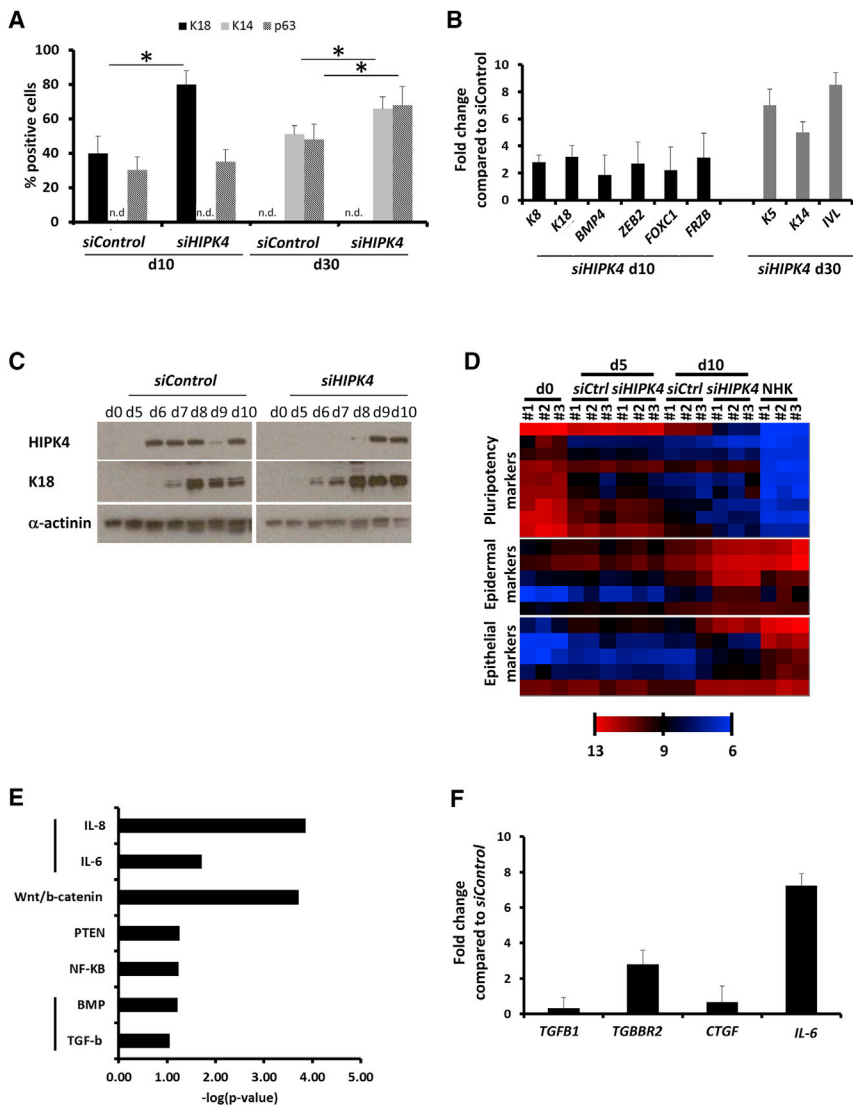 A
K18 K14 p63
% positive cells
100
80
60
40
20
0
* * *
n.d n.d. n.d. n.d.
siControl siHIPK4 siControl siHIPK4
d10 d30
B
Fold change
compared to siControl
10
8
6
4
2
0
K8 K18 BMP4 ZEB2 FOXC1 FRZB K5 K14 IVL
siHIPK4 d10 siHIPK4 d30
C
siControl siHIPK4
d0 d5 d6 d7 d8 d9 d10 d0 d5 d6 d7 d8 d9 d10
HIPK4
K18
α-actinin
D
d5 d10
d0 siCtrl siHIPK4 siCtrl siHIPK4 NHK
#1 #2 #3 #1 #2 #3 #1 #2 #3 #1 #2 #3 #1 #2 #3 #1 #2 #3
Pluripotency
markers
Epidermal
markers
Epithelial
markers
13 9 6
E
IL-8
IL-6
Wnt/b-catenin
PTEN
NF-KB
BMP
TGF-b
0.00 1.00 2.00 3.00 4.00 5.00
-log(p-value)
F
Fold change
compared to siControl
10
8
6
4
2
0
TGFB1 TGBBR2 CTGF IL-6